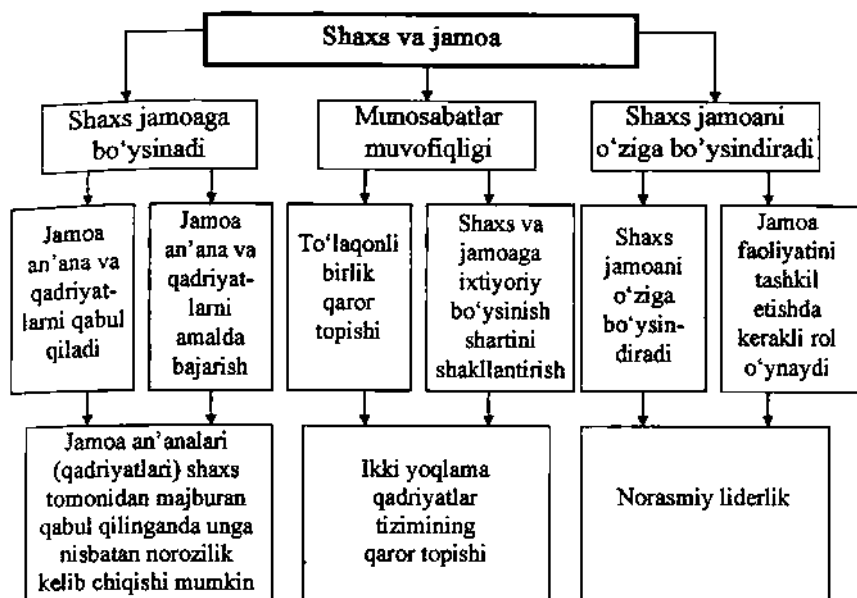 Shaxs va jamoa
Shaxs jamoaga
bo‘ysinadi
Munosabatlar
muvofiqligi
Shaxs jamoani
o‘ziga bo‘ysindiradi
Jamoa
an’ana va
qadriyat-
larni qabul
qiladi
Jamoa
an’ana va
qadriyat-
larni
amalda
bajarish
To‘laqonli
birlik
qaror
topishi
Shaxs va
jamoaga
ixtiyoriy
bo‘ysinish
shartini
shakllantirish
Shaxs
jamoani
o‘ziga
bo‘ysin-
diradi
Jamoa
faoliyatini
tashkil
etishda
kerakli rol
o‘ynaydi
Jamoa an’analari
(qadriyatlari) shaxs
tomonidan majburan
qabul qilinganda unga
nisbatan norozilik
kelib chiqishi mumkin
Ikki yoqlama
qadriyatlar
tizimining
qaror topishi
Norasmiy liderlik